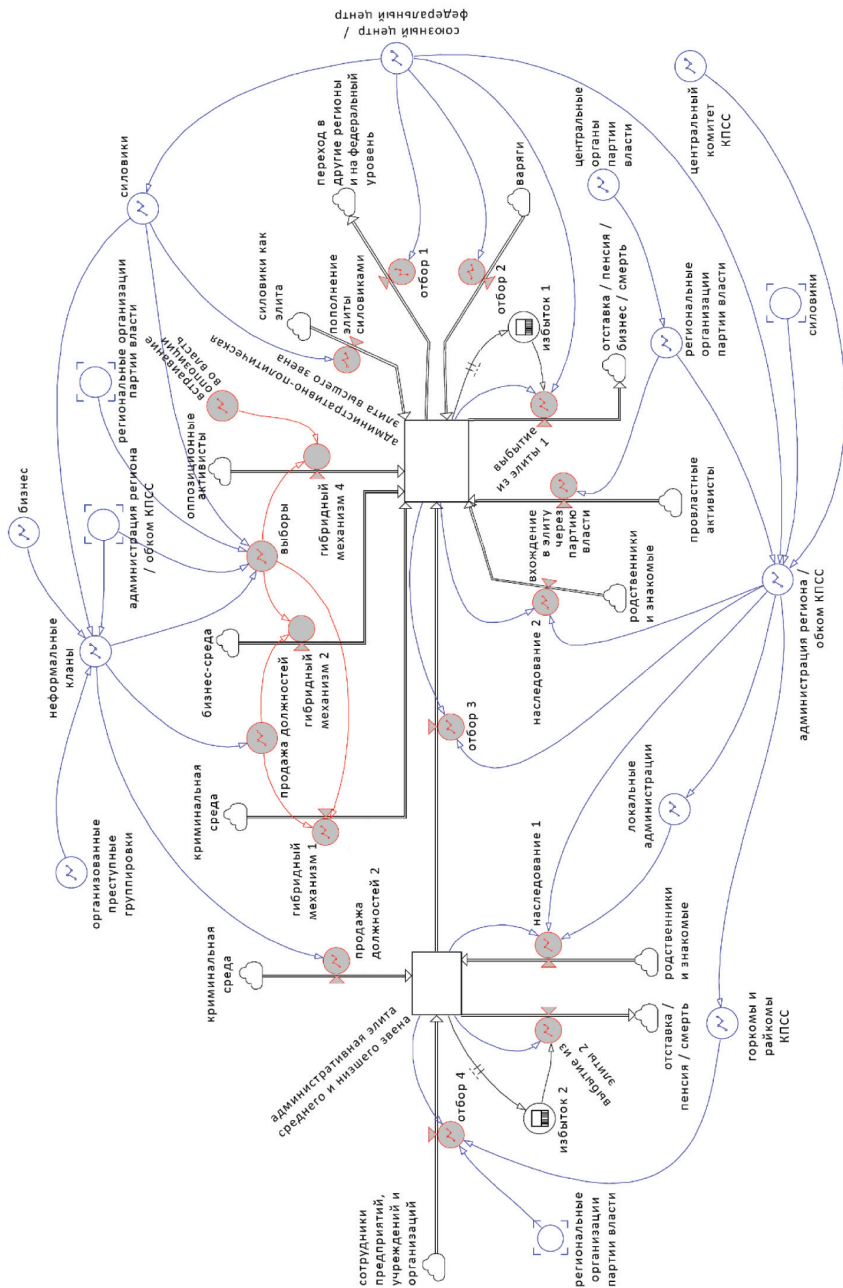 союзный центр /
федеральный центр
силовики
переход в
другие регионы
и на федеральный
уровень
варяги
центральные
органы
партии
власти
центральный
комитет
КПСС
силовики как
элита
пополнение
элиты
силовиками
отбор 1
отбор 2
избыток 1
отставка / пенсия /
бизнес / смерть
региональные
организации
партии власти
силовики
административно-политическая
элита высшего звена
встраивание
оппозиции
во власть
региональные организации
партии власти
администрация региона
/ обком КПСС
бизнес
оппозиционные
активисты
гибридный
механизм 4
выборы
выбытие
из элиты 1
вхождение
в элиту
через
партию
власти
провластные
активисты
неформальные
кланы
бизнес-среда
гибридный
механизм 2
продажа должностей
наследование 2
родственники
и знакомые
администрация региона /
обком КПСС
организованные
преступные
группировки
криминальная
среда
гибридный
механизм 1
отбор 3
локальные
администрации
криминальная
среда
продажа
должностей 2
наследование 1
родственники
и знакомые
административная элита
среднего и низшего звена
выбытие из
элиты 2
отставка /
пенсия / смерть
горкомы и
райкомы
КПСС
отбор 4
избыток 2
сотрудники
предприятий,
учреждений и
организаций
региональные
организации
партии власти